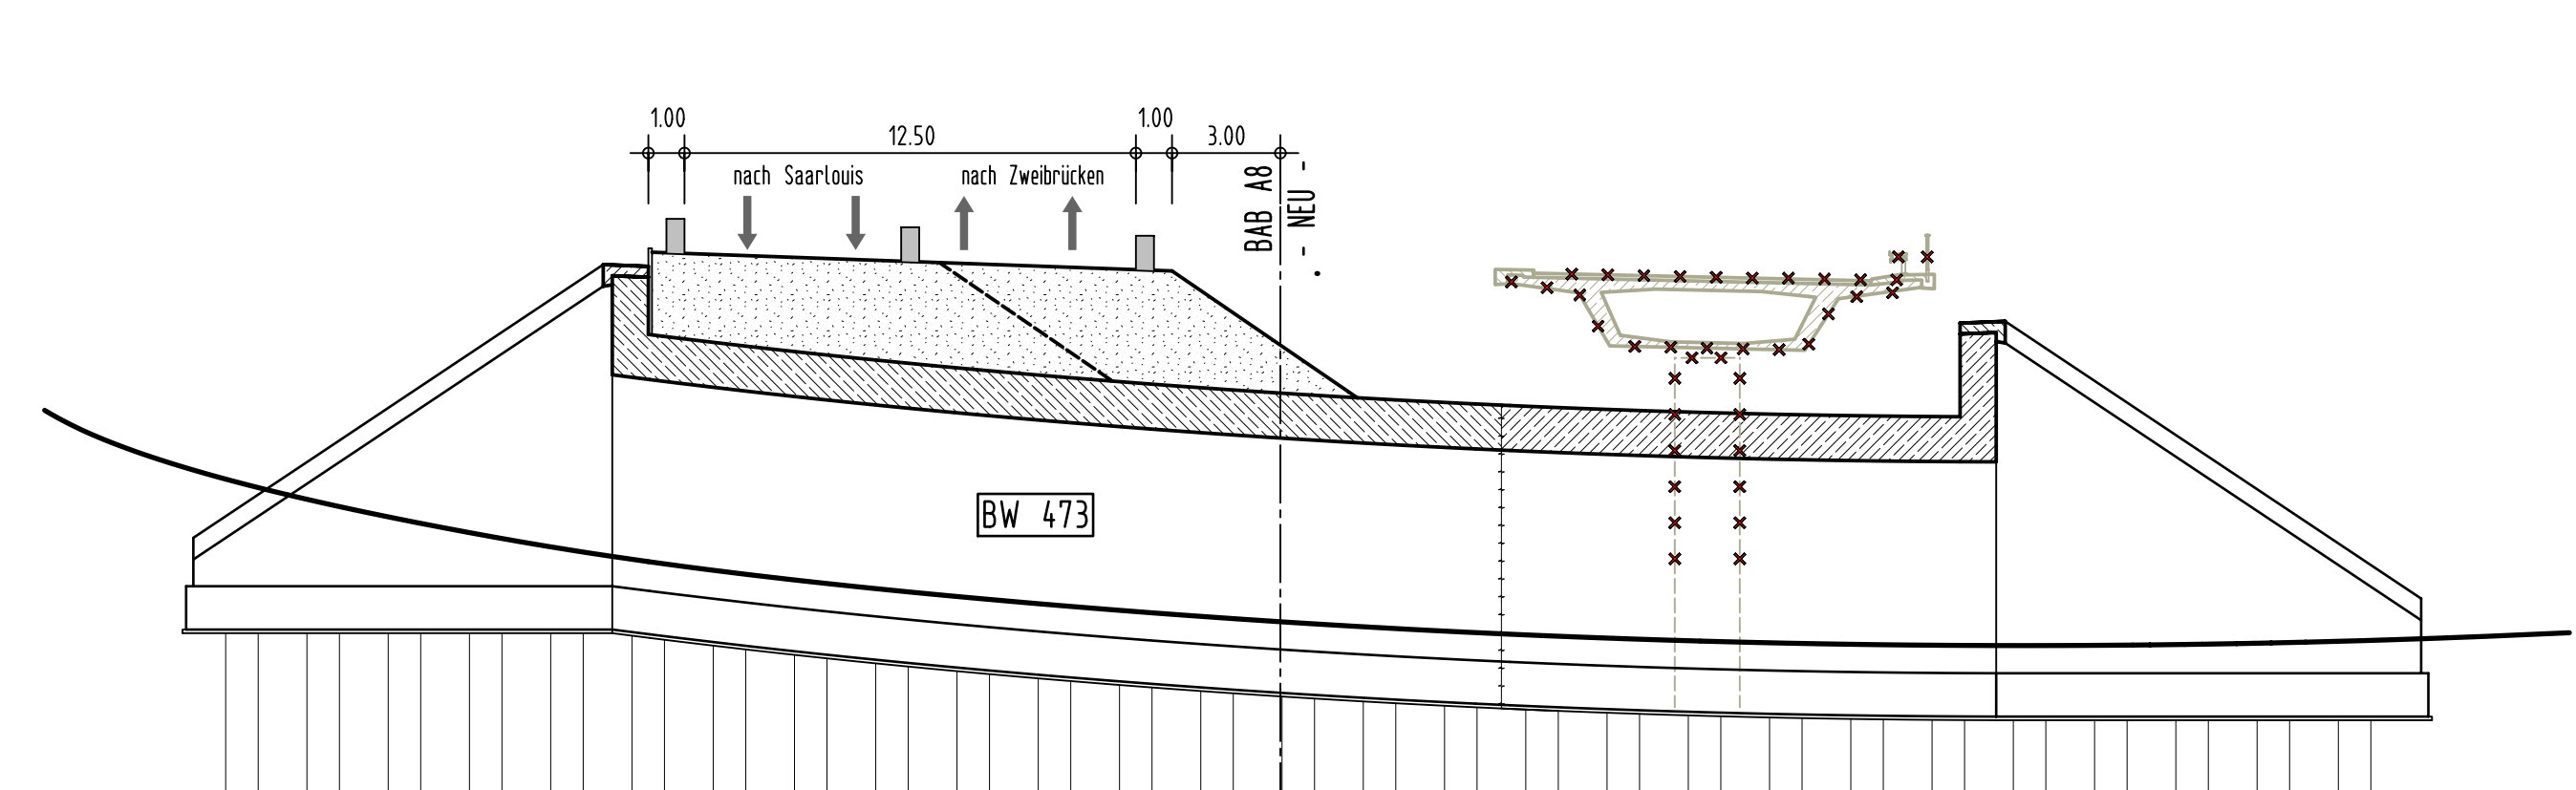 1.00
12.50
1.00
3.00
nach Saarlouis
nach Zweibrücken
BAB A8
- NEU -
BW 473